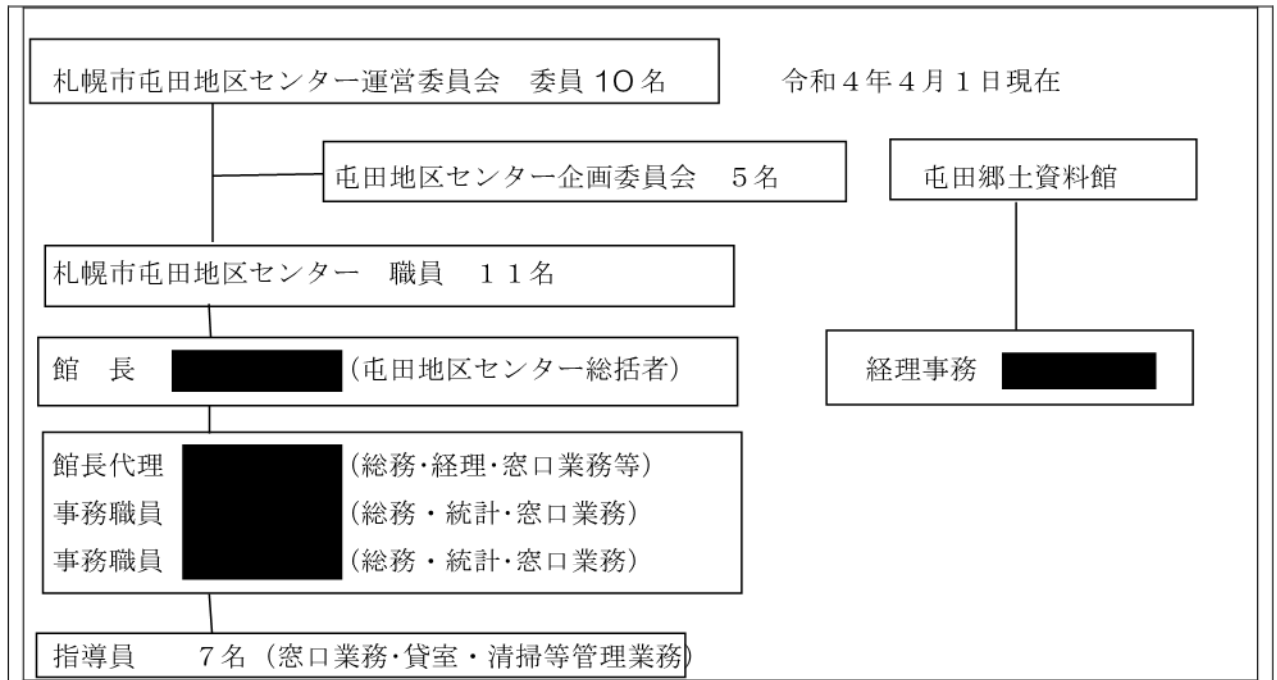 札幌市屯田地区センター運営委員会　委員10名　令和４年４月１日現在
屯田地区センター企画委員会　５名
屯田郷土資料館
札幌市屯田地区センター　職員　１１名
館　長　(屯田地区センター総括者)
経理事務
館長代理　(総務･経理･窓口業務等)
事務職員　(総務・統計･窓口業務)
事務職員　(総務・統計･窓口業務)
指導員　７名（窓口業務･貸室・清掃等管理業務)